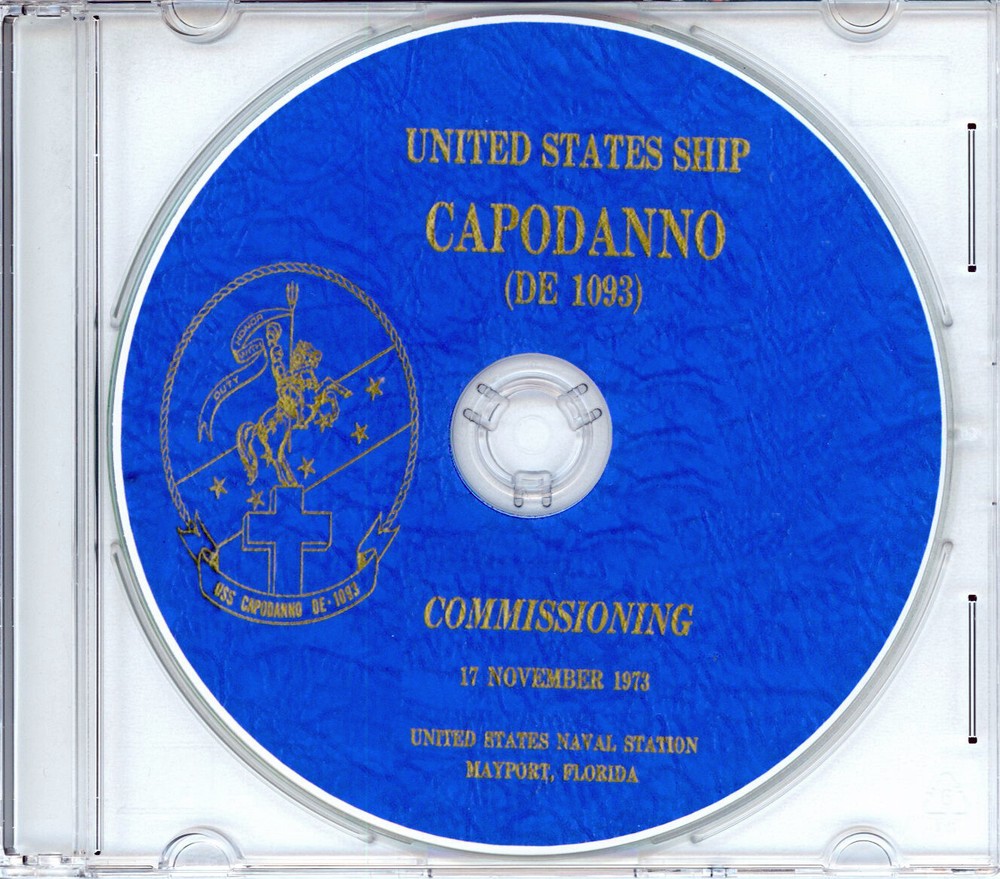 UNITED STATES SHIP
CAPODANNO
(DE 1093)
DUTY WITH HONOR
USS CAPODANNO DE-1093
COMMISSIONING
17 NOVEMBER 1973
UNITED STATES NAVAL STATION
MAYPORT, FLORIDA